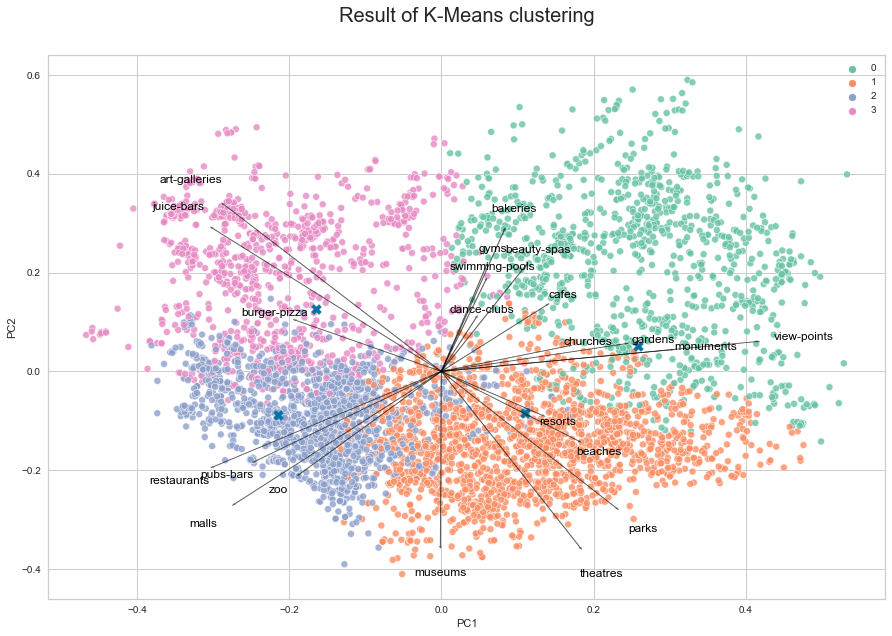 Result of K-Means clustering
0
1
2
3
0.6
0.4
0.2
0.0
−0.2
−0.4
PC2
art-galleries
juice-bars
bakeries
gyms
beauty-spas
swimming-pools
cafes
burger-pizza
dance-clubs
churches
gardens
monuments
view-points
resorts
beaches
restaurants
pubs-bars
zoo
malls
parks
museums
theatres
−0.4
−0.2
0.0
0.2
0.4
PC1